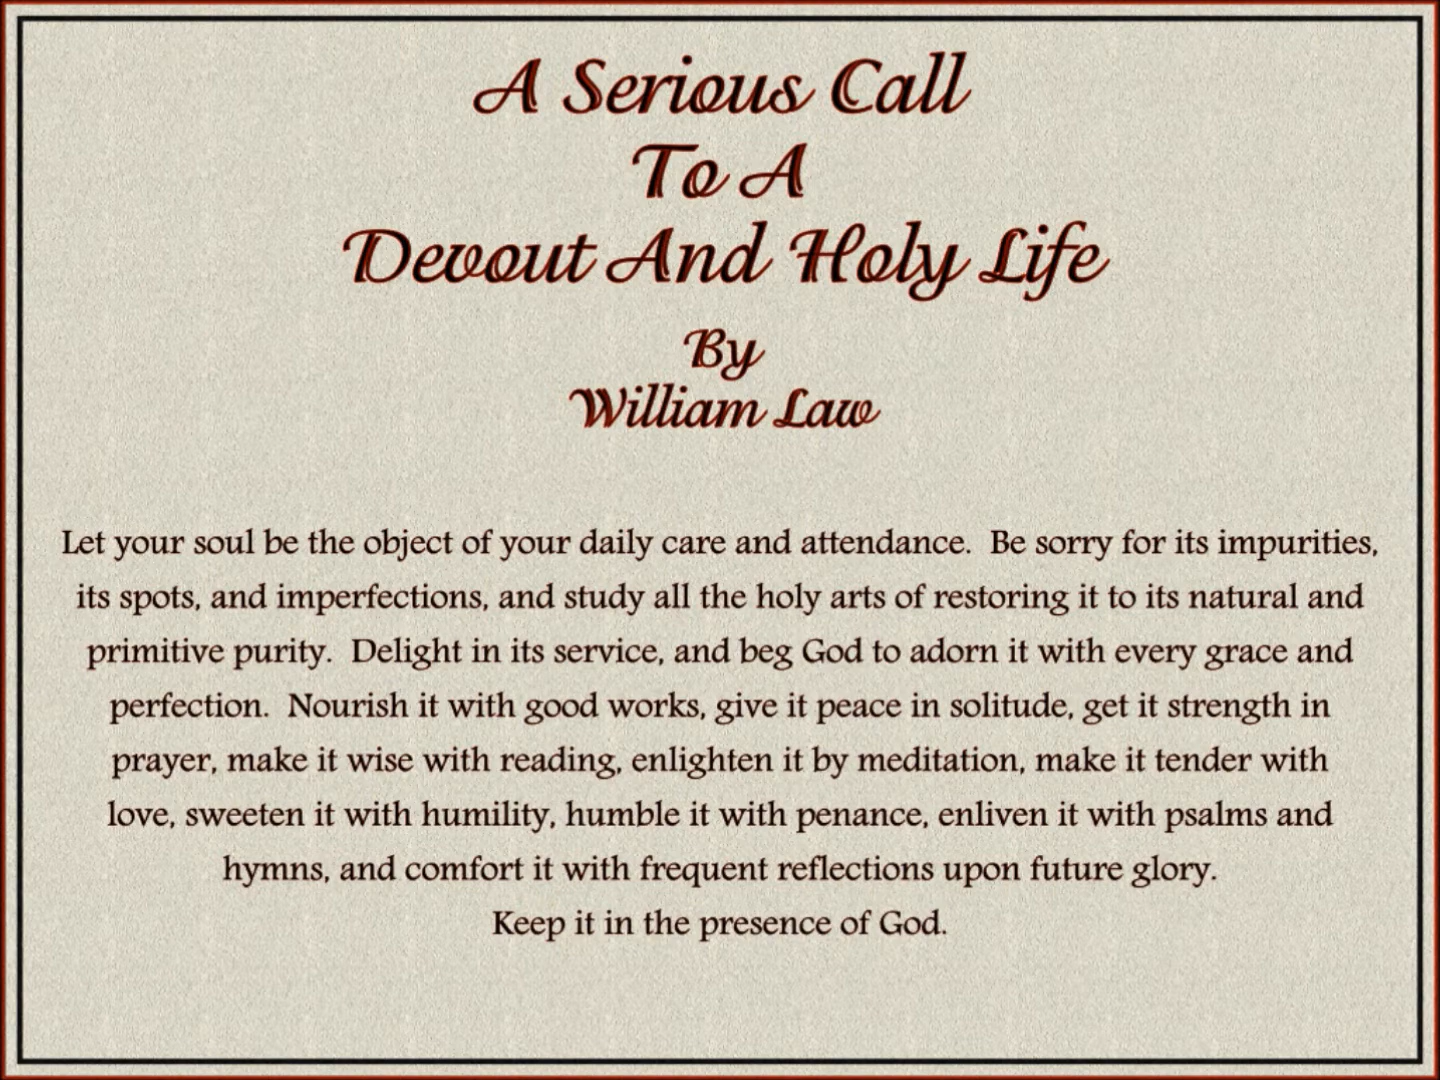 A Serious Call
To A
Devout And Holy Life
By
William Law
Let your soul be the object of your daily care and attendance.  Be sorry for its impurities,
its spots, and imperfections, and study all the holy arts of restoring it to its natural and
primitive purity.  Delight in its service, and beg God to adorn it with every grace and
perfection.  Nourish it with good works, give it peace in solitude, get it strength in
prayer, make it wise with reading, enlighten it by meditation, make it tender with
love, sweeten it with humility, humble it with penance, enliven it with psalms and
hymns, and comfort it with frequent reflections upon future glory.
Keep it in the presence of God.